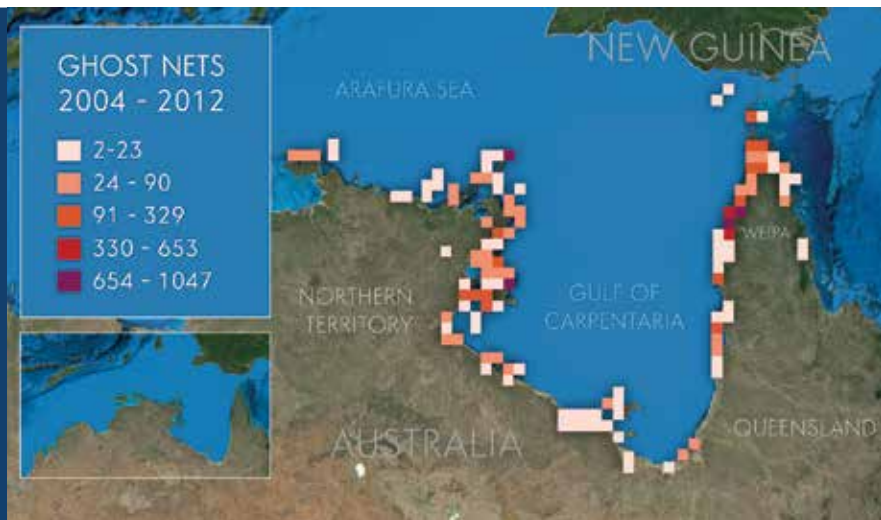 GHOST NETS
2004 - 2012
2-23
24 - 90
91 - 329
330 - 653
654 - 1047
NEW GUINEA
ARAFURA SEA
WEIPA
NORTHERN
TERRITORY
GULF OF
CARPENTARIA
AUSTRALIA
QUEENSLAND